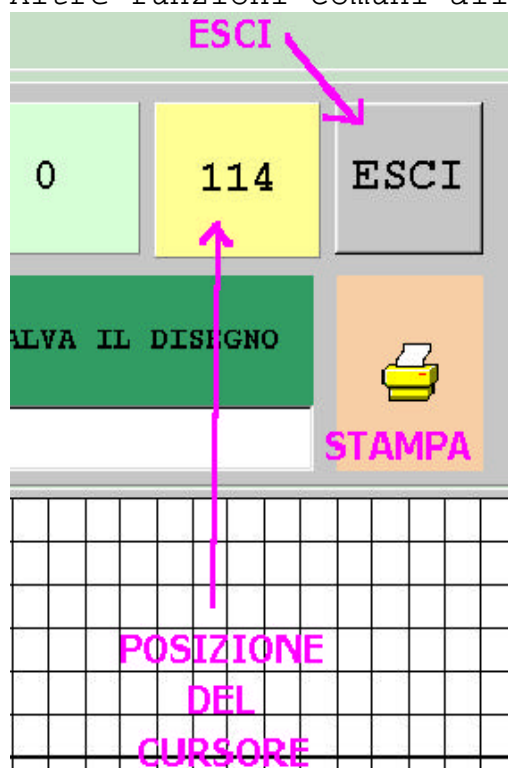 ESCI
0 114 ESCI
ALVA IL DISEGNO
STAMPA
POSIZIONE
DEL
CURSORE